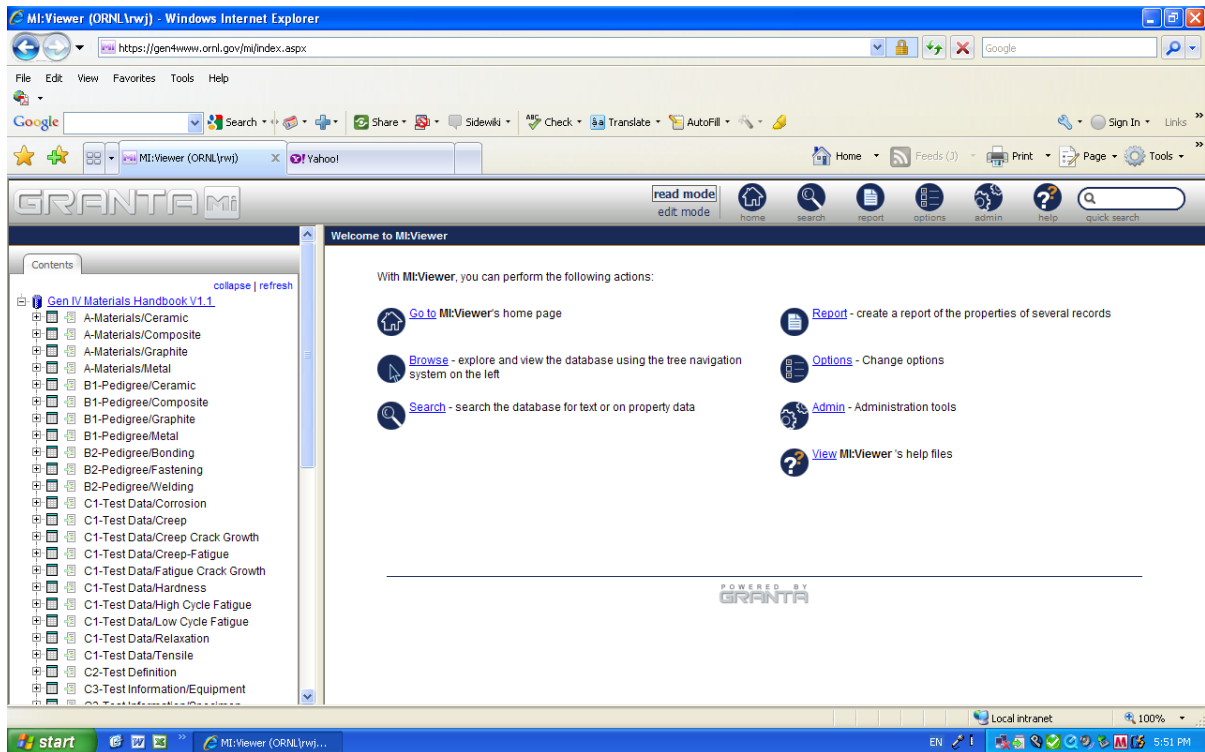 MI:Viewer (ORNL\rwj) - Windows Internet Explorer
https://gen4www.ornl.gov/mi/index.aspx
Google
File Edit View Favorites Tools Help
Google Search Share Sidewiki Check Translate AutoFill Sign In Links
MI:Viewer (ORNL\rwj) X Yahoo! Home Feeds (J) Print Page Tools
GRANTA Mi
read mode
edit mode
home search report options admin help quick search
Welcome to MI:Viewer
Contents
collapse | refresh
Gen IV Materials Handbook V1.1
A-Materials/Ceramic
A-Materials/Composite
A-Materials/Graphite
A-Materials/Metal
B1-Pedigree/Ceramic
B1-Pedigree/Composite
B1-Pedigree/Graphite
B1-Pedigree/Metal
B2-Pedigree/Bonding
B2-Pedigree/Fastening
B2-Pedigree/Welding
C1-Test Data/Corrosion
C1-Test Data/Creep
C1-Test Data/Creep Crack Growth
C1-Test Data/Creep-Fatigue
C1-Test Data/Fatigue Crack Growth
C1-Test Data/Hardness
C1-Test Data/High Cycle Fatigue
C1-Test Data/Low Cycle Fatigue
C1-Test Data/Relaxation
C1-Test Data/Tensile
C2-Test Definition
C3-Test Information/Equipment
With MI:Viewer, you can perform the following actions:
Go to MI:Viewer's home page
Browse - explore and view the database using the tree navigation
system on the left
Search - search the database for text or on property data
Report - create a report of the properties of several records
Options - Change options
Admin - Administration tools
View MI:Viewer 's help files
POWERED BY
GRANTA
Local intranet 100%
start MI:Viewer (ORNL\rwj... EN 5:51 PM